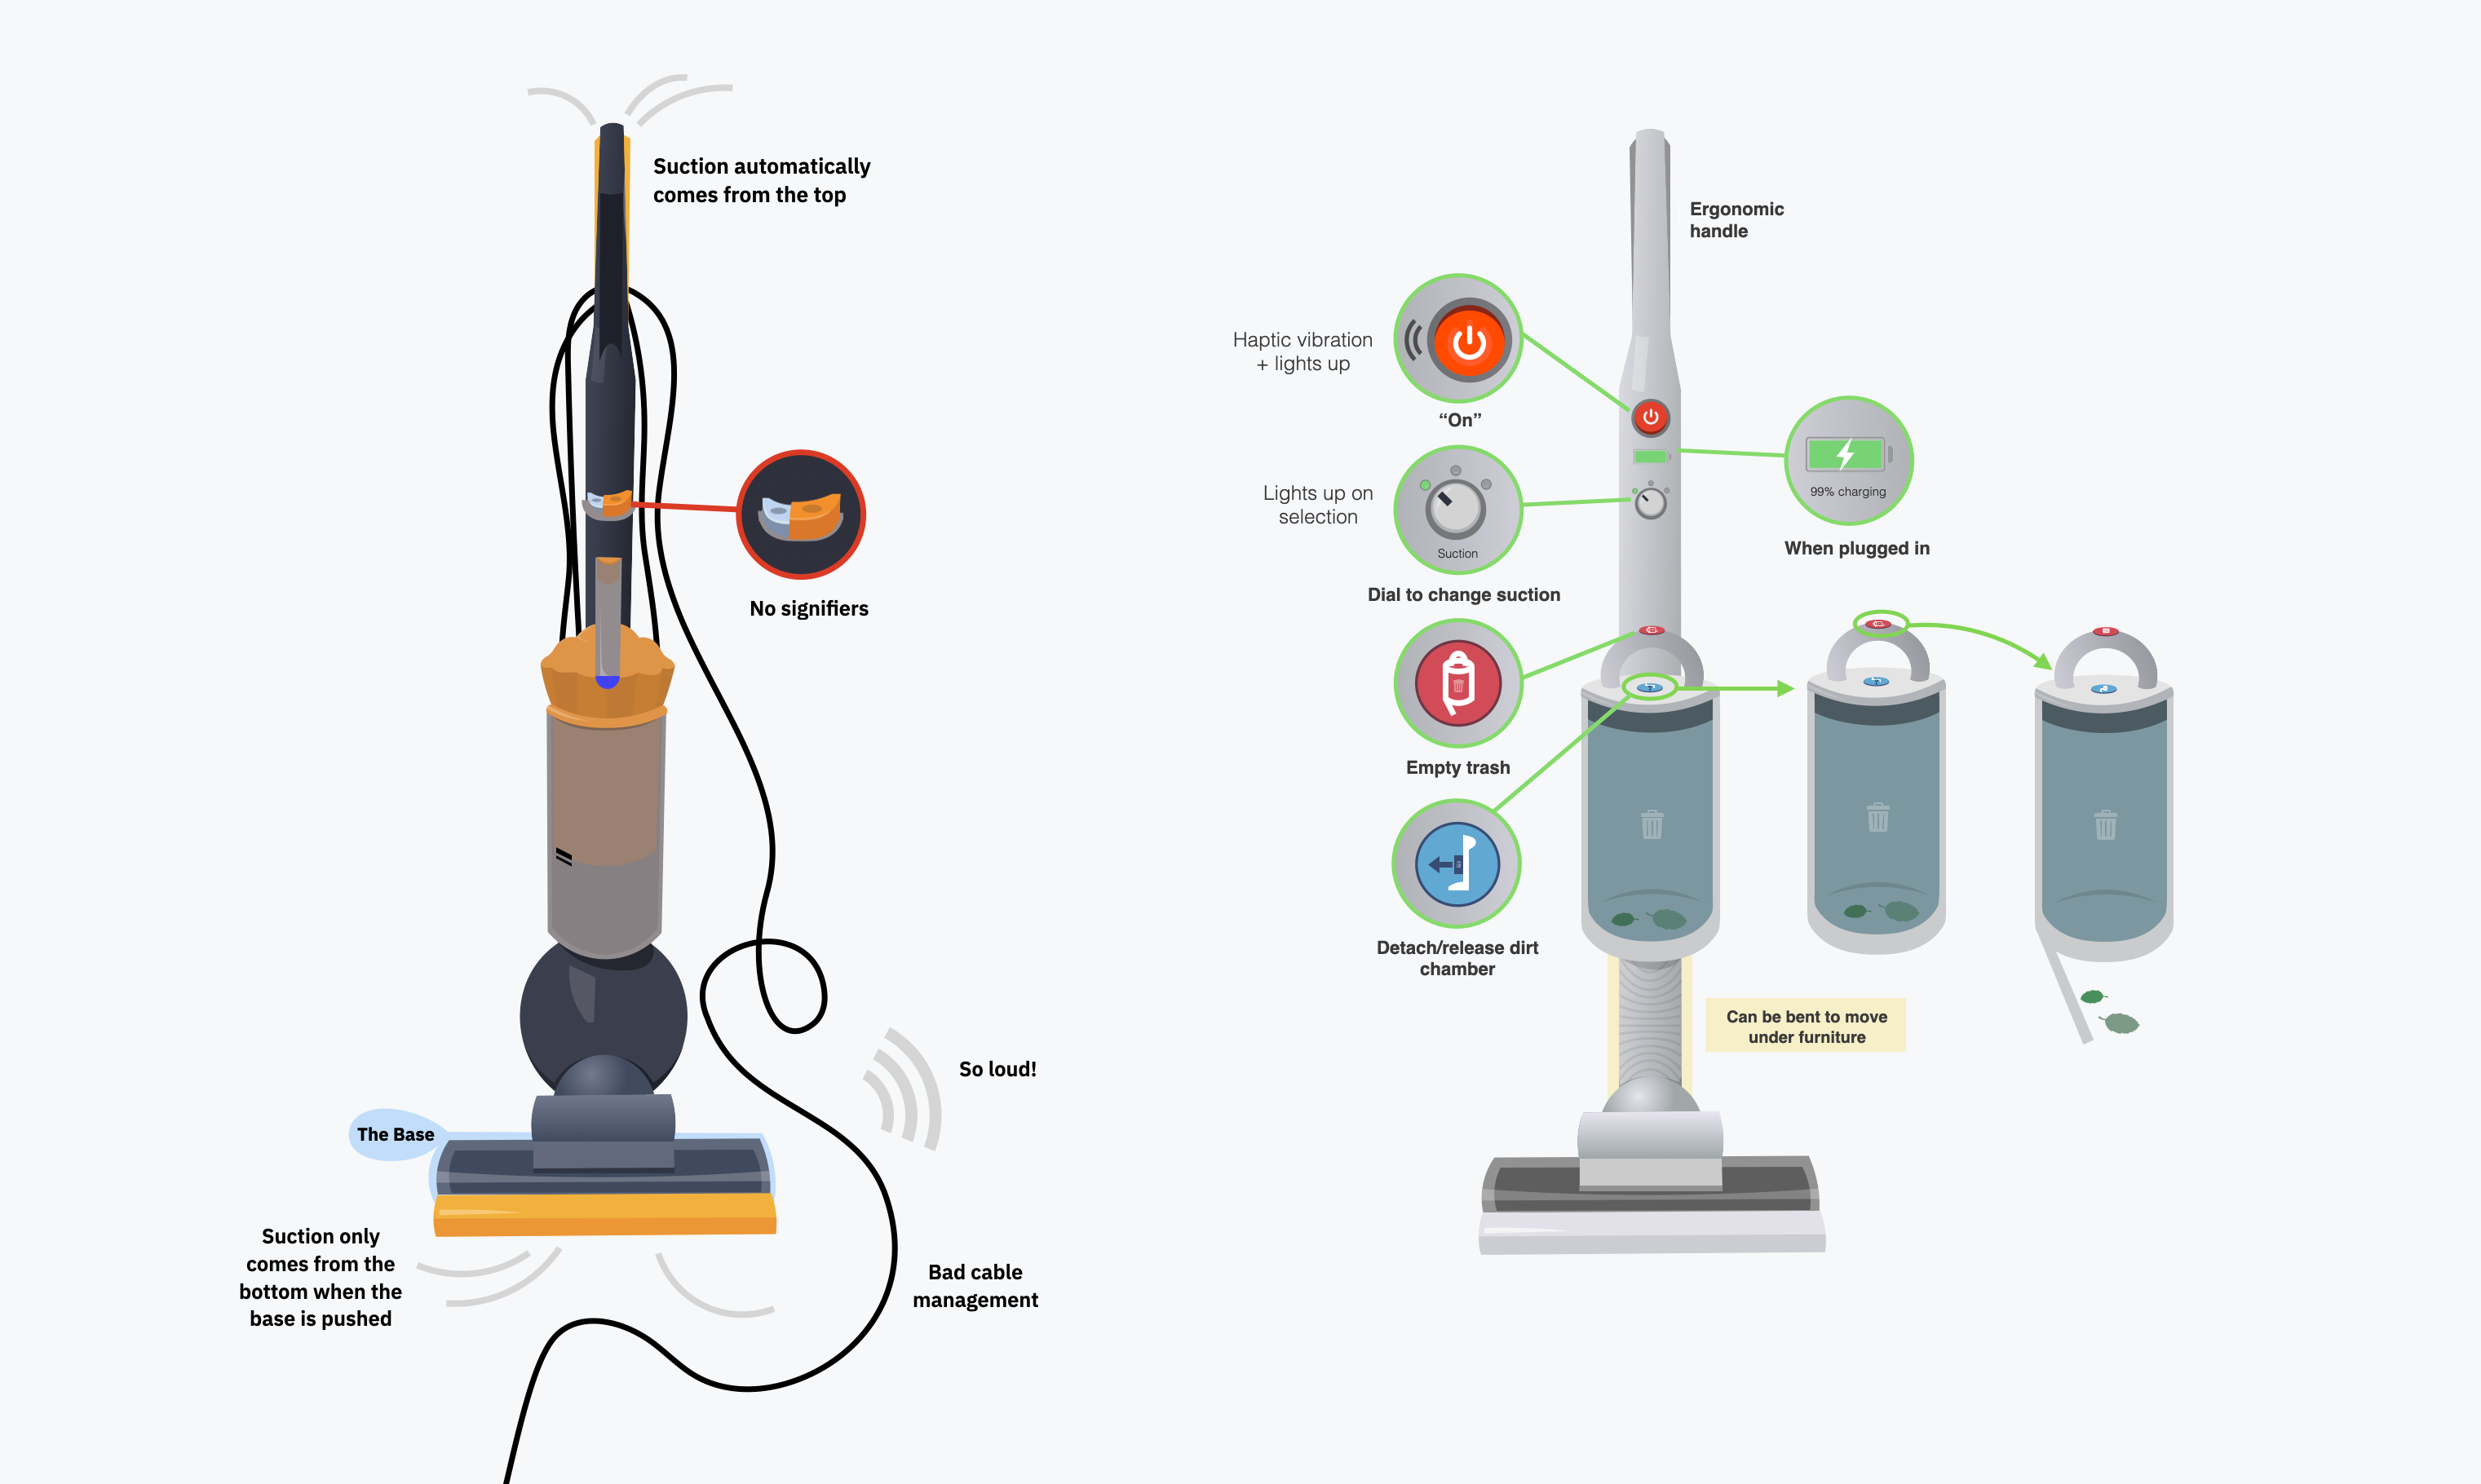 Suction automatically
comes from the top
No signifiers
So loud!
The Base
Suction only
comes from the
bottom when the
base is pushed
Bad cable
management
Ergonomic
handle
Haptic vibration
+ lights up
“On”
99% charging
When plugged in
Lights up on
selection
Suction
Dial to change suction
Empty trash
Detach/release dirt
chamber
Can be bent to move
under furniture